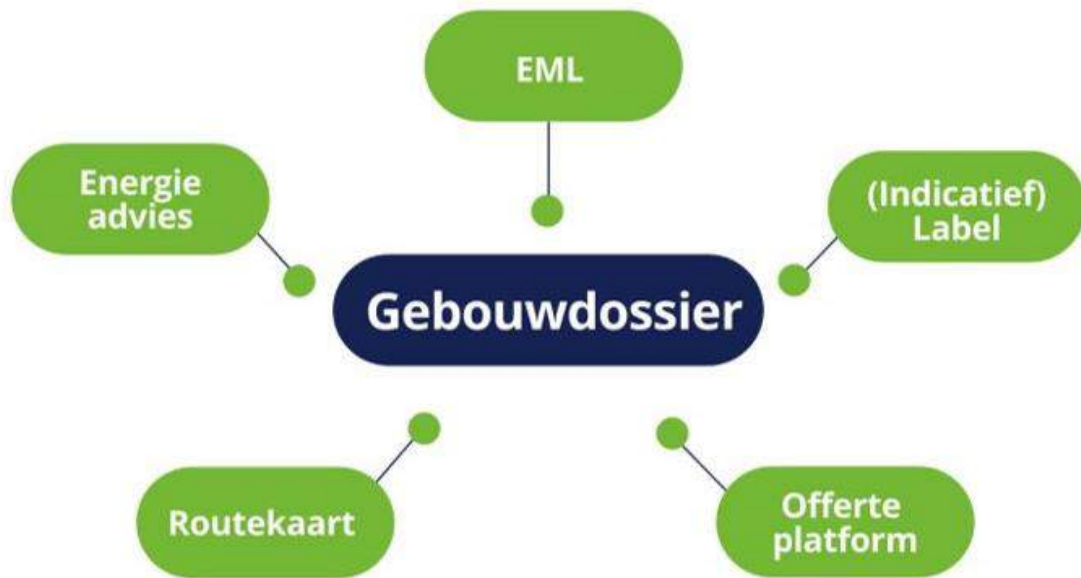 EML
Energie
advies
(Indicatief)
Label
Gebouwdossier
Routekaart
Offerte
platform